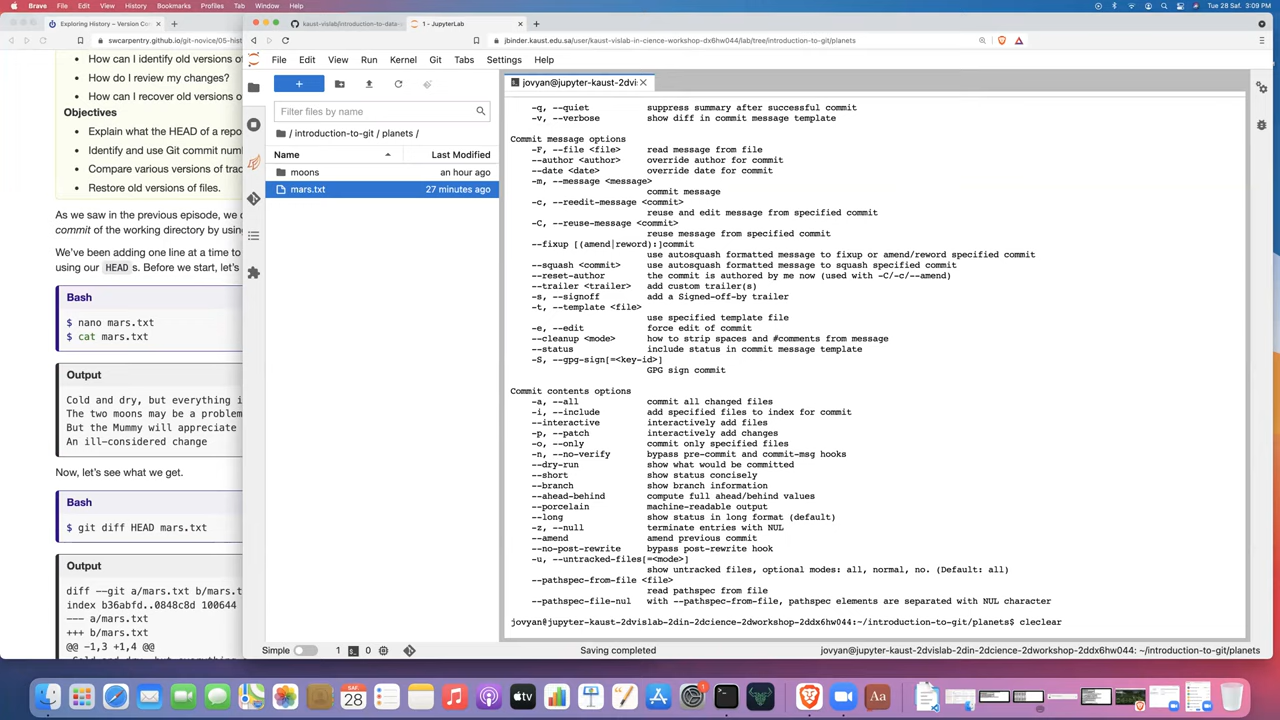 Brave File Edit View History Bookmarks Profiles Tab Window Help
Tue 28 Saf. 3:09 PM
Exploring History – Version Co
kaust-vislab/introduction-to-data-
1 - JupyterLab
swcarpentry.github.io/git-novice/05-hist
jbinder.kaust.edu.sa/user/kaust-vislab-in-cience-workshop-dx6hw044/lab/tree/introduction-to-git/planets
How can I identify old versions of
How do I review my changes?
How can I recover old versions o
Objectives
Explain what the HEAD of a repo
Identify and use Git commit num
Compare various versions of trac
Restore old versions of files.
As we saw in the previous episode, we c
commit of the working directory by using
We've been adding one line at a time to
using our HEAD s. Before we start, let's
Bash
$ nano mars.txt
$ cat mars.txt
Output
Cold and dry, but everything i
The two moons may be a problem
But the Mummy will appreciate
An ill-considered change
Now, let's see what we get.
Bash
$ git diff HEAD mars.txt
Output
diff --git a/mars.txt b/mars.t
index b36abfd..0848c8d 100644
--- a/mars.txt
+++ b/mars.txt
@@ -1,3 +1,4 @@
File Edit View Run Kernel Git Tabs Settings Help
Filter files by name
/ introduction-to-git / planets /
Name Last Modified
moons an hour ago
mars.txt 27 minutes ago
jovyan@jupyter-kaust-2dvis
-q, --quiet suppress summary after successful commit
-v, --verbose show diff in commit message template
Commit message options
-F, --file <file> read message from file
--author <author> override author for commit
--date <date> override date for commit
-m, --message <message>
commit message
-c, --reedit-message <commit>
reuse and edit message from specified commit
-C, --reuse-message <commit>
reuse message from specified commit
--fixup [(amend|reword):]commit
use autosquash formatted message to fixup or amend/reword specified commit
--squash <commit> use autosquash formatted message to squash specified commit
--reset-author the commit is authored by me now (used with -C/-c/--amend)
--trailer <trailer> add custom trailer(s)
-s, --signoff add a Signed-off-by trailer
-t, --template <file>
use specified template file
-e, --edit force edit of commit
--cleanup <mode> how to strip spaces and #comments from message
--status include status in commit message template
-S, --gpg-sign[=<key-id>]
GPG sign commit
Commit contents options
-a, --all commit all changed files
-i, --include add specified files to index for commit
--interactive interactively add files
-p, --patch interactively add changes
-o, --only commit only specified files
-n, --no-verify bypass pre-commit and commit-msg hooks
--dry-run show what would be committed
--short show status concisely
--branch show branch information
--ahead-behind compute full ahead/behind values
--porcelain machine-readable output
--long show status in long format (default)
-z, --null terminate entries with NUL
--amend amend previous commit
--no-post-rewrite bypass post-rewrite hook
-u, --untracked-files[=<mode>]
show untracked files, optional modes: all, normal, no. (Default: all)
--pathspec-from-file <file>
read pathspec from file
--pathspec-file-nul with --pathspec-from-file, pathspec elements are separated with NUL character
jovyan@jupyter-kaust-2dvislab-2din-2dcience-2dworkshop-2ddx6hw044:~/introduction-to-git/planets$ cleclear
Simple 1 0 Saving completed jovyan@jupyter-kaust-2dvislab-2din-2dcience-2dworkshop-2ddx6hw044: ~/introduction-to-git/planets